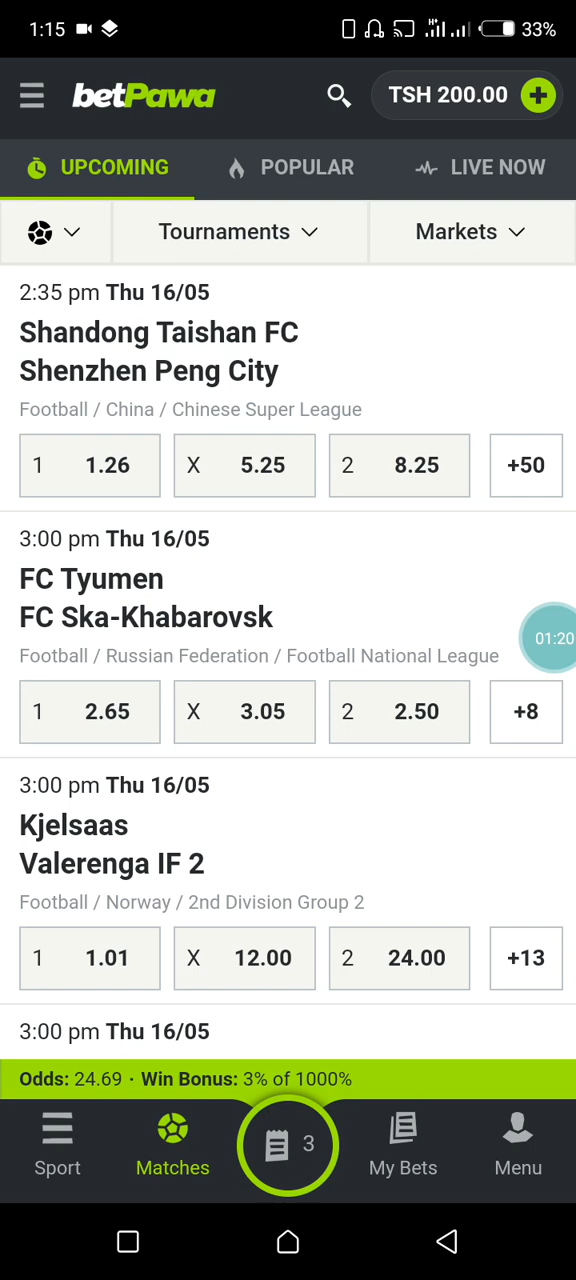 1:15 33%
betPawa TSH 200.00 +
UPCOMING POPULAR LIVE NOW
Tournaments Markets
2:35 pm Thu 16/05
Shandong Taishan FC
Shenzhen Peng City
Football / China / Chinese Super League
1 1.26 X 5.25 2 8.25 +50
3:00 pm Thu 16/05
FC Tyumen
FC Ska-Khabarovsk
01:20
Football / Russian Federation / Football National League
1 2.65 X 3.05 2 2.50 +8
3:00 pm Thu 16/05
Kjelsaas
Valerenga IF 2
Football / Norway / 2nd Division Group 2
1 1.01 X 12.00 2 24.00 +13
3:00 pm Thu 16/05
Odds: 24.69 · Win Bonus: 3% of 1000%
3
Sport Matches My Bets Menu